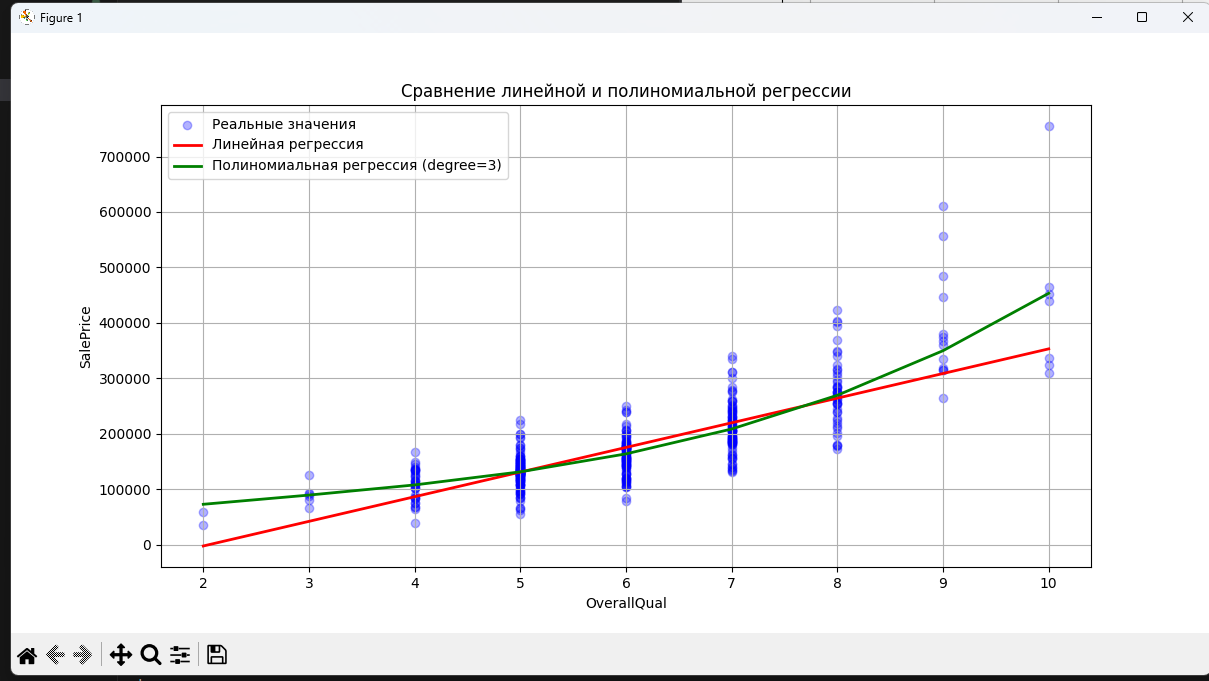 Figure 1
Сравнение линейной и полиномиальной регрессии
Реальные значения
Линейная регрессия
Полиномиальная регрессия (degree=3)
700000
600000
500000
400000
300000
200000
100000
0
SalePrice
2 3 4 5 6 7 8 9 10
OverallQual